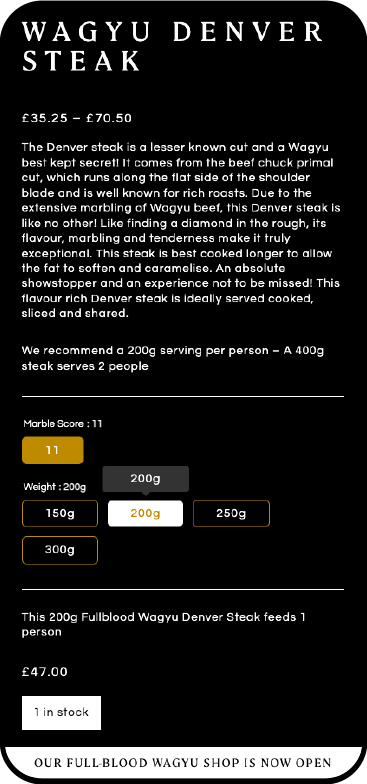 WAGYU DENVER
STEAK
£35.25 – £70.50
The Denver steak is a lesser known cut and a Wagyu
best kept secret! It comes from the beef chuck primal
cut, which runs along the flat side of the shoulder
blade and is well known for rich roasts. Due to the
extensive marbling of Wagyu beef, this Denver steak is
like no other! Like finding a diamond in the rough, its
flavour, marbling and tenderness make it truly
exceptional. This steak is best cooked longer to allow
the fat to soften and caramelise. An absolute
showstopper and an experience not to be missed! This
flavour rich Denver steak is ideally served cooked,
sliced and shared.
We recommend a 200g serving per person – A 400g
steak serves 2 people
Marble Score : 11
11
200g
Weight : 200g
150g 200g 250g
300g
This 200g Fullblood Wagyu Denver Steak feeds 1
person
£47.00
1 in stock
OUR FULL-BLOOD WAGYU SHOP IS NOW OPEN